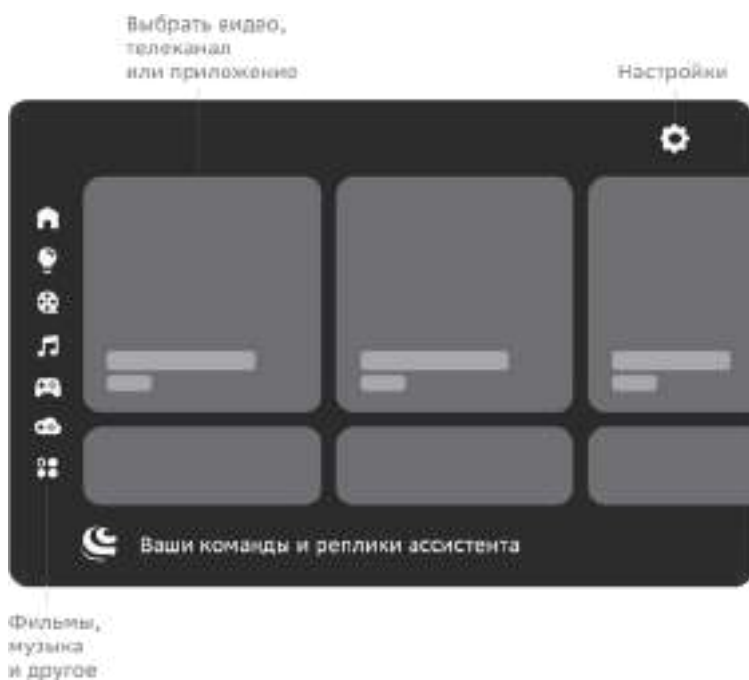 Выбрать видео,
телеканал
или приложение
Настройки
Ваши команды и реплики ассистента
Фильмы,
музыка
и другое